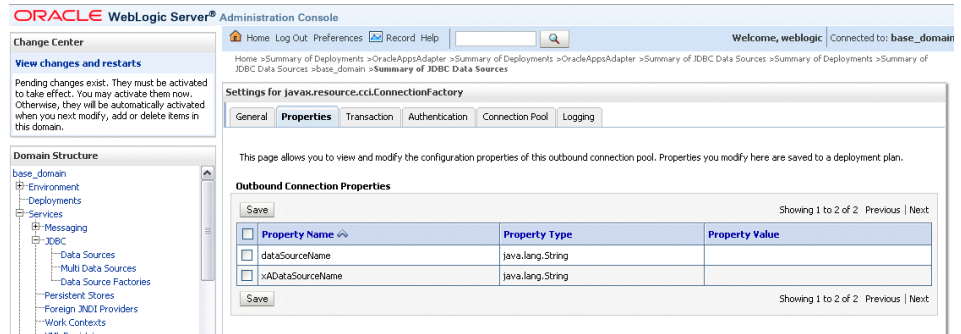 ORACLE WebLogic Server® Administration Console
Change Center
View changes and restarts
Pending changes exist. They must be activated
to take effect. You may activate them now.
Otherwise, they will be automatically activated
when you next modify, add or delete items in
this domain.
Domain Structure
base_domain
Environment
Deployments
Services
Messaging
JDBC
Data Sources
Multi Data Sources
Data Source Factories
Persistent Stores
Foreign JNDI Providers
Work Contexts
Home Log Out Preferences Record Help
Welcome, weblogic Connected to: base_domain
Home >Summary of Deployments >OracleAppsAdapter >Summary of Deployments >OracleAppsAdapter >Summary of JDBC Data Sources >Summary of Deployments >Summary of
JDBC Data Sources >base_domain >Summary of JDBC Data Sources
Settings for javax.resource.cci.ConnectionFactory
General Properties Transaction Authentication Connection Pool Logging
This page allows you to view and modify the configuration properties of this outbound connection pool. Properties you modify here are saved to a deployment plan.
Outbound Connection Properties
Save Showing 1 to 2 of 2 Previous | Next
Property Name Property Type Property Value
dataSourceName java.lang.String
xADataSourceName java.lang.String
Save Showing 1 to 2 of 2 Previous | Next